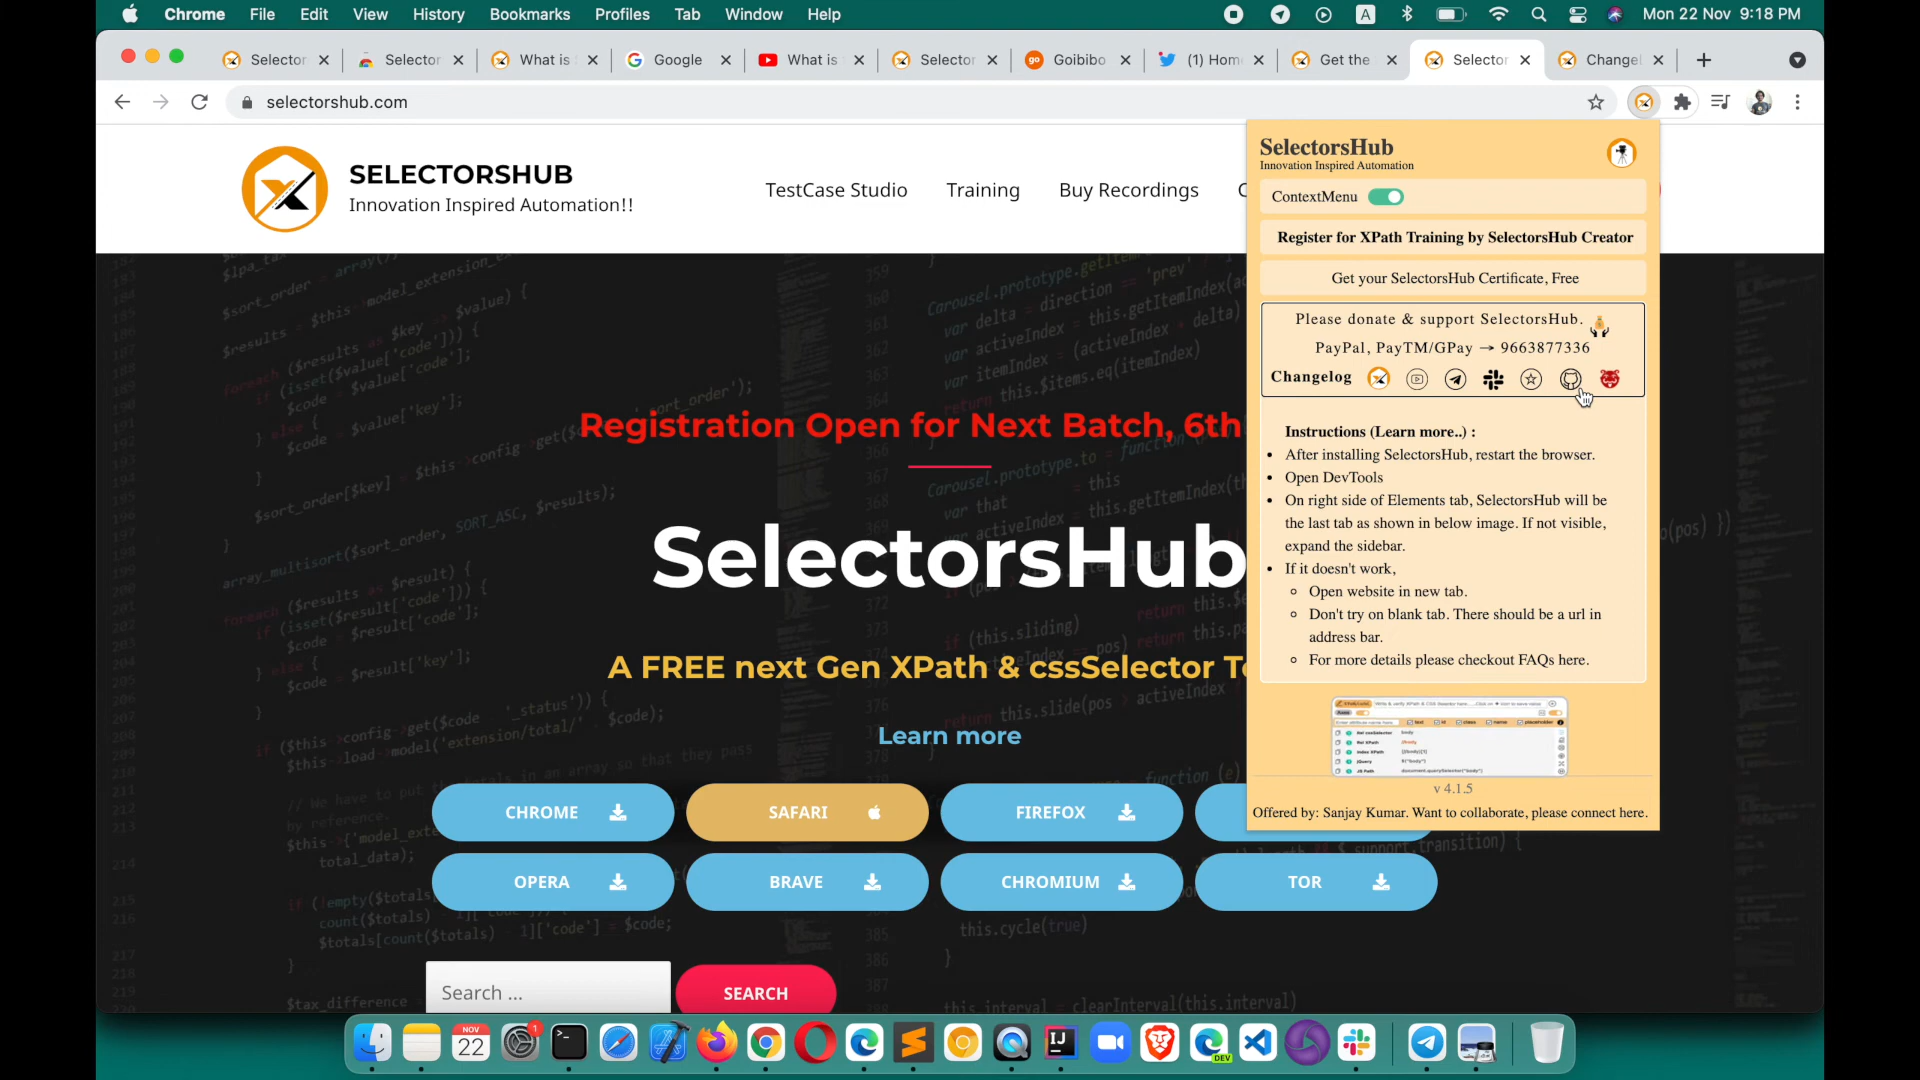 Chrome File Edit View History Bookmarks Profiles Tab Window Help A Mon 22 Nov 9:18 PM
Selector Selector What is Google What is Selector Goibibo (1) Hom Get the Selector Changel
selectorshub.com
SELECTORSHUB
Innovation Inspired Automation!!
TestCase Studio Training Buy Recordings
Registration Open for Next Batch, 6th
SelectorsHub
A FREE next Gen XPath & cssSelector To
Learn more
CHROME SAFARI FIREFOX
OPERA BRAVE CHROMIUM TOR
Search ... SEARCH
SelectorsHub
Innovation Inspired Automation
ContextMenu
Register for XPath Training by SelectorsHub Creator
Get your SelectorsHub Certificate, Free
Please donate & support SelectorsHub.
PayPal, PayTM/GPay → 9663877336
Changelog
Instructions (Learn more..) :
After installing SelectorsHub, restart the browser.
Open DevTools
On right side of Elements tab, SelectorsHub will be
the last tab as shown in below image. If not visible,
expand the sidebar.
If it doesn't work,
Open website in new tab.
Don't try on blank tab. There should be a url in
address bar.
For more details please checkout FAQs here.
v 4.1.5
Offered by: Sanjay Kumar. Want to collaborate, please connect here.
NOV
22
1
IJ
DEV